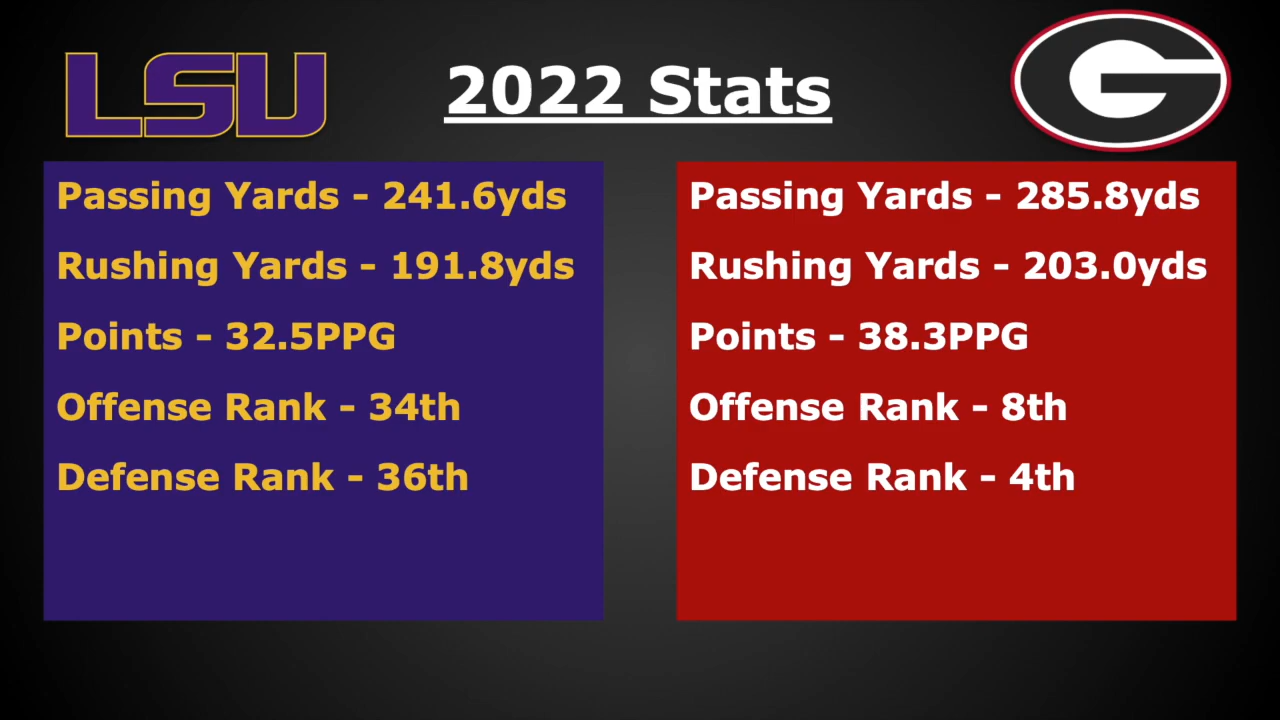 LSU
2022 Stats
G
Passing Yards - 241.6yds
Rushing Yards - 191.8yds
Points - 32.5PPG
Offense Rank - 34th
Defense Rank - 36th
Passing Yards - 285.8yds
Rushing Yards - 203.0yds
Points - 38.3PPG
Offense Rank - 8th
Defense Rank - 4th